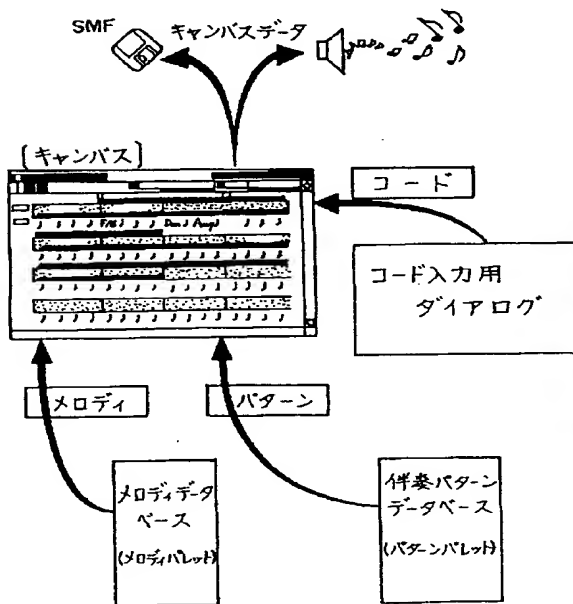 SMF
キャンバスデータ
〔キャンバス〕
コード
コード入力用
ダイアログ
メロディ
パターン
メロディデータ
ベース
(メロディパレット)
伴奏パターン
データベース
(パターンパレット)